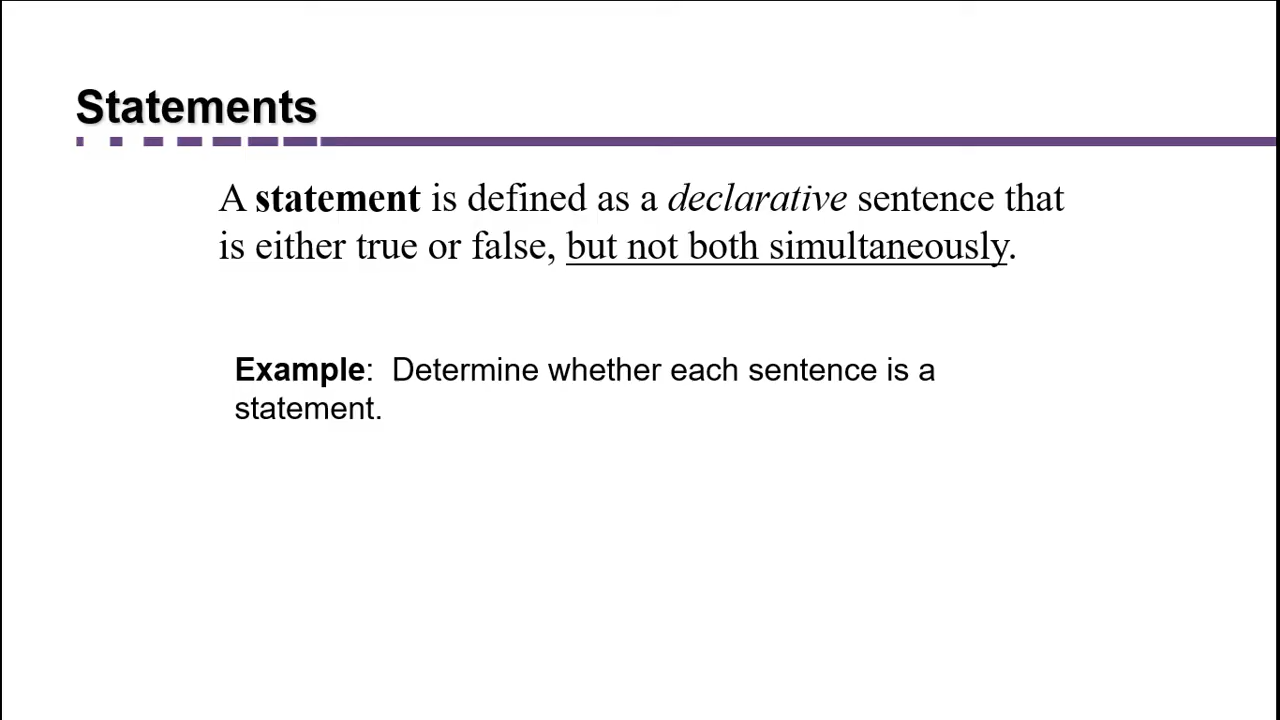 Statements
A statement is defined as a declarative sentence that
is either true or false, but not both simultaneously.
Example:  Determine whether each sentence is a
statement.